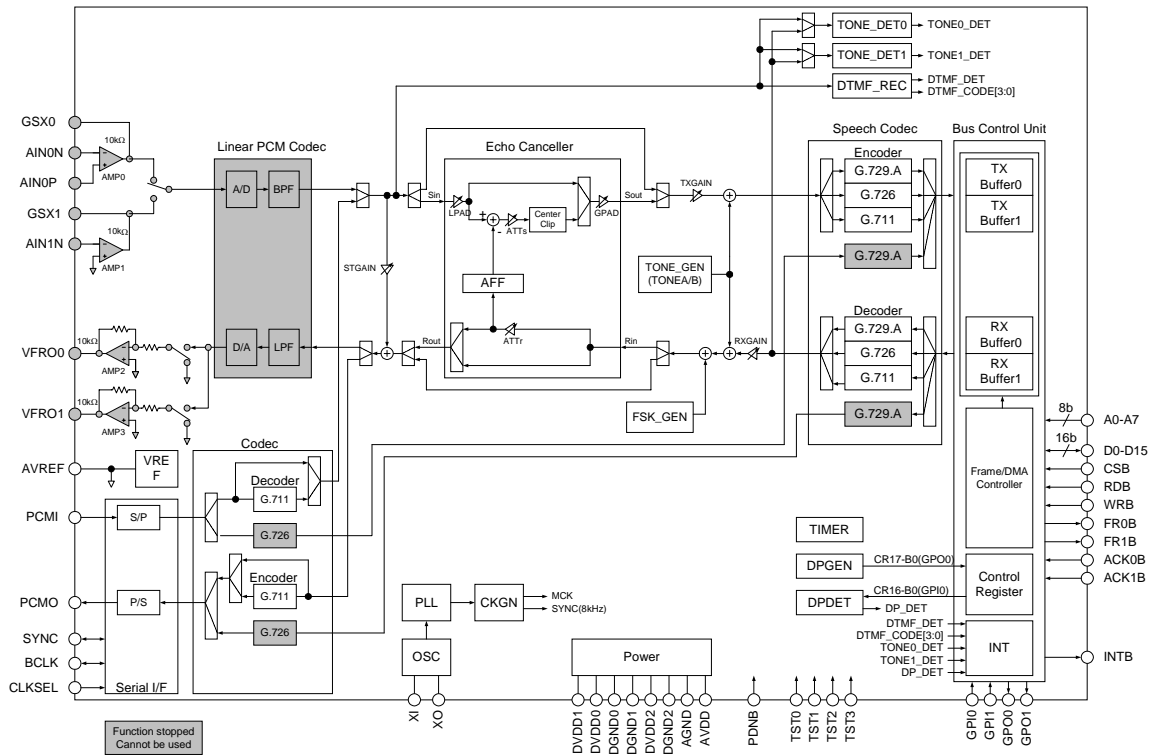 TONE_DET0
TONE0_DET
TONE_DET1
TONE1_DET
DTMF_REC
DTMF_DET
DTMF_CODE[3:0]
GSX0
10kΩ
AIN0N
AMP0
AIN0P
GSX1
10kΩ
AIN1N
AMP1
Linear PCM Codec
A/D
BPF
D/A
LPF
STGAIN
Echo Canceller
Sin
LPAD
+
-
ATTs
Center
Clip
GPAD
Sout
AFF
Rout
ATTr
Rin
TXGAIN
TONE_GEN
(TONEA/B)
RXGAIN
FSK_GEN
Speech Codec
Encoder
G.729.A
G.726
G.711
G.729.A
Decoder
G.729.A
G.726
G.711
G.729.A
Bus Control Unit
TX
Buffer0
TX
Buffer1
RX
Buffer0
RX
Buffer1
Frame/DMA
Controller
Control
Register
INT
VFRO0
10kΩ
AMP2
VFRO1
10kΩ
AMP3
AVREF
VRE
F
PCMI
S/P
PCMO
P/S
SYNC
BCLK
CLKSEL
Serial I/F
Codec
Decoder
G.711
G.726
Encoder
G.711
G.726
PLL
CKGN
MCK
SYNC(8kHz)
OSC
XI
XO
Power
DVDD1
DVDD0
DGND0
DGND1
DVDD2
DGND2
AGND
AVDD
PDNB
TST0
TST1
TST2
TST3
TIMER
DPGEN
CR17-B0(GPO0)
DPDET
CR16-B0(GPI0)
DP_DET
DTMF_DET
DTMF_CODE[3:0]
TONE0_DET
TONE1_DET
DP_DET
8b
A0-A7
16b
D0-D15
CSB
RDB
WRB
FR0B
FR1B
ACK0B
ACK1B
INTB
GPI0
GPI1
GPO0
GPO1
Function stopped
Cannot be used